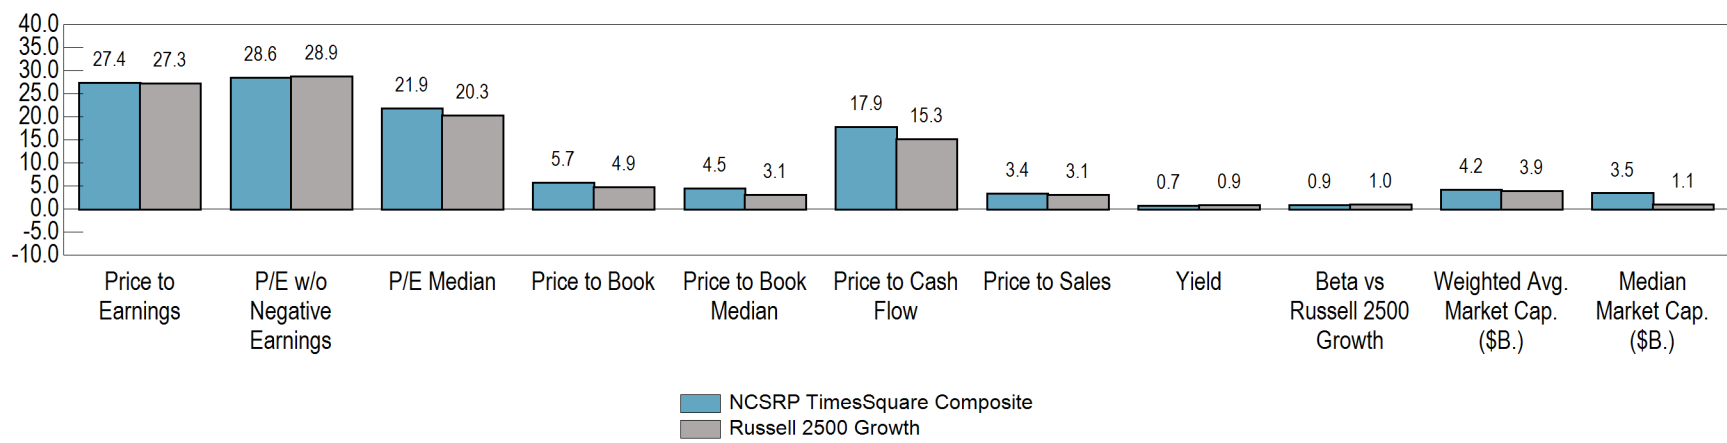 40.0
35.0
30.0
25.0
20.0
15.0
10.0
5.0
0.0
-5.0
-10.0
27.4 27.3 28.6 28.9 21.9 20.3 5.7 4.9 4.5 3.1 17.9 15.3 3.4 3.1 0.7 0.9 0.9 1.0 4.2 3.9 3.5 1.1
Price to
Earnings
P/E w/o
Negative
Earnings
P/E Median
Price to Book
Price to Book
Median
Price to Cash
Flow
Price to Sales
Yield
Beta vs
Russell 2500
Growth
Weighted Avg.
Market Cap.
($B.)
Median
Market Cap.
($B.)
NCSRP TimesSquare Composite
Russell 2500 Growth